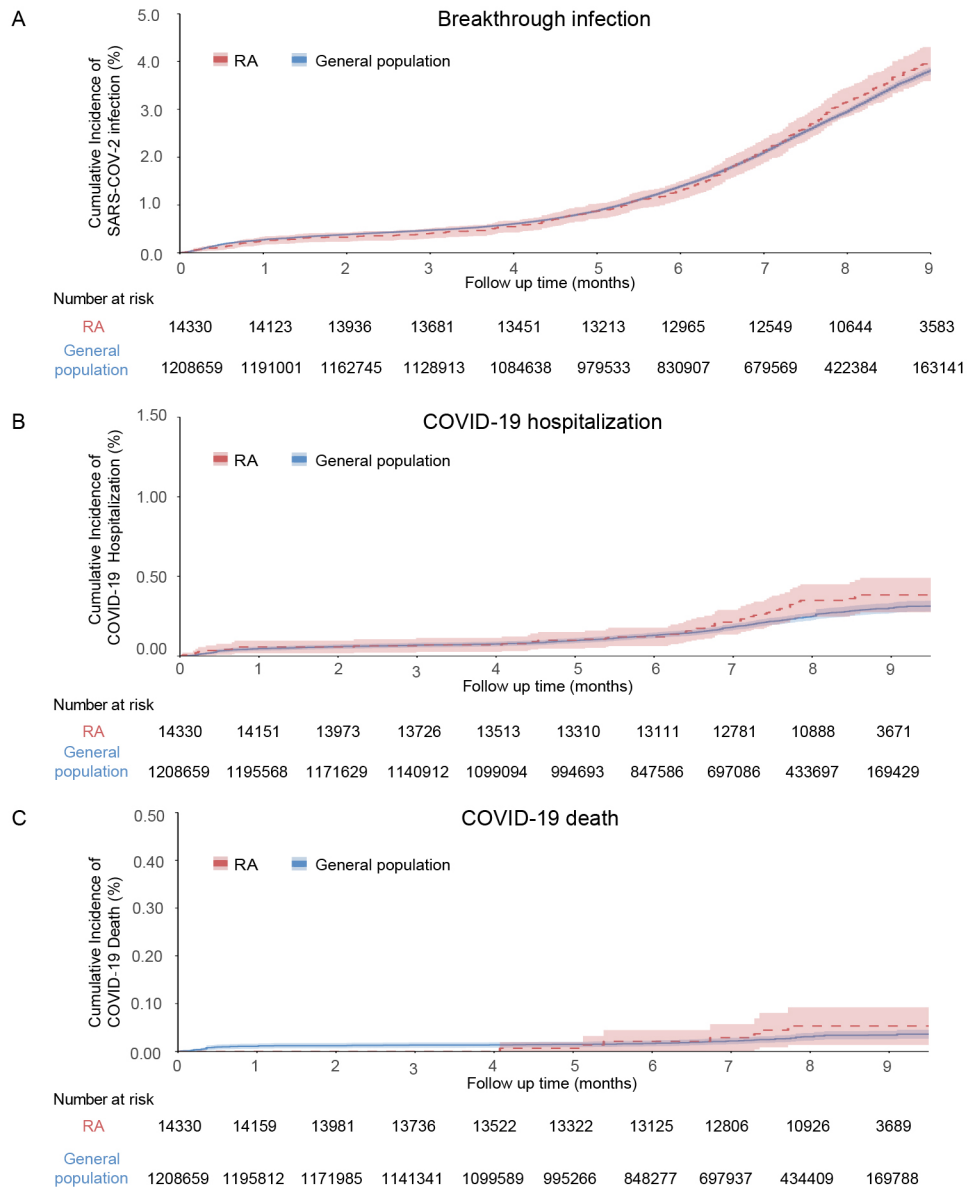 A
Breakthrough infection
Cumulative Incidence of
SARS-COV-2 infection (%)
5.0
4.0
3.0
2.0
1.0
0.0
RA
General population
0 1 2 3 4 5 6 7 8 9
Follow up time (months)
Number at risk
RA 14330 14123 13936 13681 13451 13213 12965 12549 10644 3583
General
population 1208659 1191001 1162745 1128913 1084638 979533 830907 679569 422384 163141
B
COVID-19 hospitalization
Cumulative Incidence of
COVID-19 Hospitalization (%)
1.50
1.00
0.50
0.00
RA
General population
0 1 2 3 4 5 6 7 8 9
Follow up time (months)
Number at risk
RA 14330 14151 13973 13726 13513 13310 13111 12781 10888 3671
General
population 1208659 1195568 1171629 1140912 1099094 994693 847586 697086 433697 169429
C
COVID-19 death
Cumulative Incidence of
COVID-19 Death (%)
0.50
0.40
0.30
0.20
0.10
0.00
RA
General population
0 1 2 3 4 5 6 7 8 9
Follow up time (months)
Number at risk
RA 14330 14159 13981 13736 13522 13322 13125 12806 10926 3689
General
population 1208659 1195812 1171985 1141341 1099589 995266 848277 697937 434409 169788